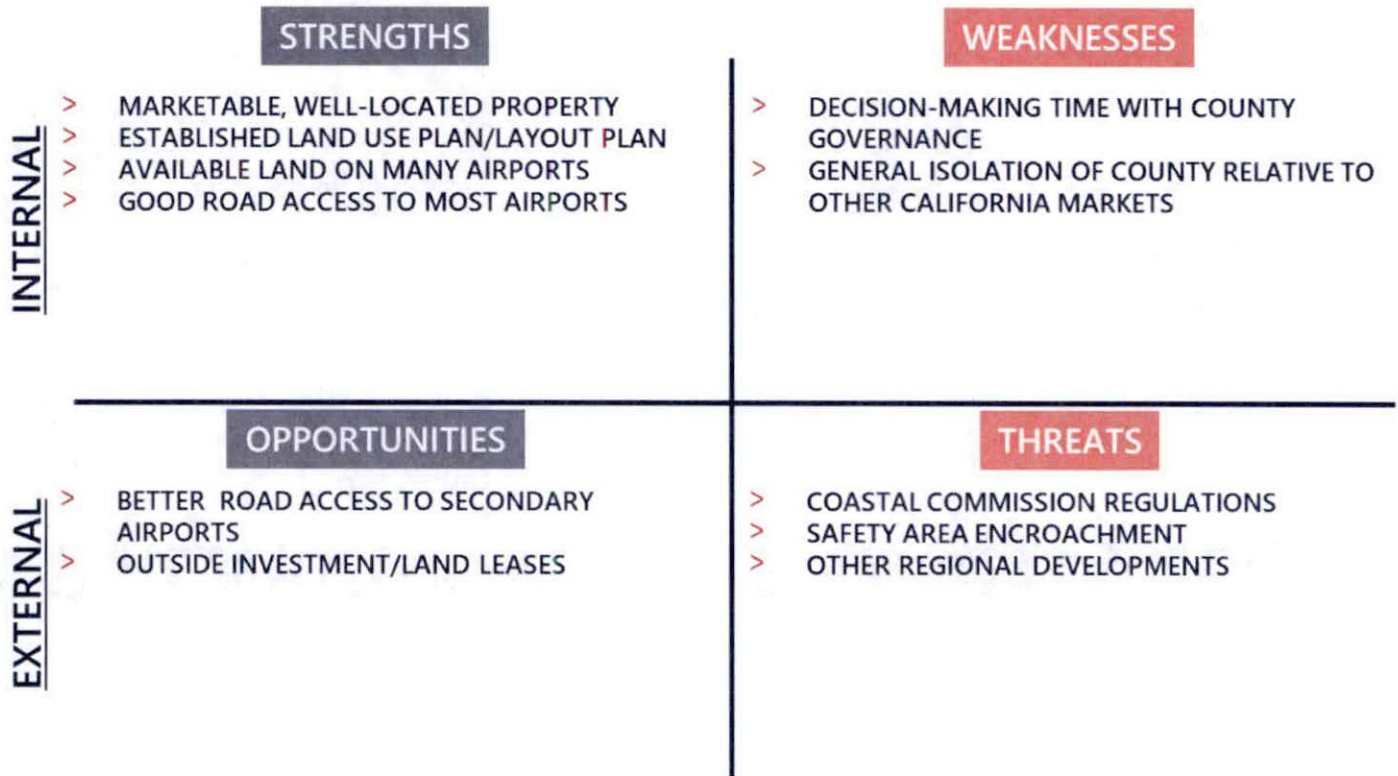 STRENGTHS
> MARKETABLE, WELL-LOCATED PROPERTY
> ESTABLISHED LAND USE PLAN/LAYOUT PLAN
> AVAILABLE LAND ON MANY AIRPORTS
> GOOD ROAD ACCESS TO MOST AIRPORTS
WEAKNESSES
> DECISION-MAKING TIME WITH COUNTY
GOVERNANCE
> GENERAL ISOLATION OF COUNTY RELATIVE TO
OTHER CALIFORNIA MARKETS
INTERNAL
OPPORTUNITIES
> BETTER ROAD ACCESS TO SECONDARY
AIRPORTS
> OUTSIDE INVESTMENT/LAND LEASES
THREATS
> COASTAL COMMISSION REGULATIONS
> SAFETY AREA ENCROACHMENT
> OTHER REGIONAL DEVELOPMENTS
EXTERNAL